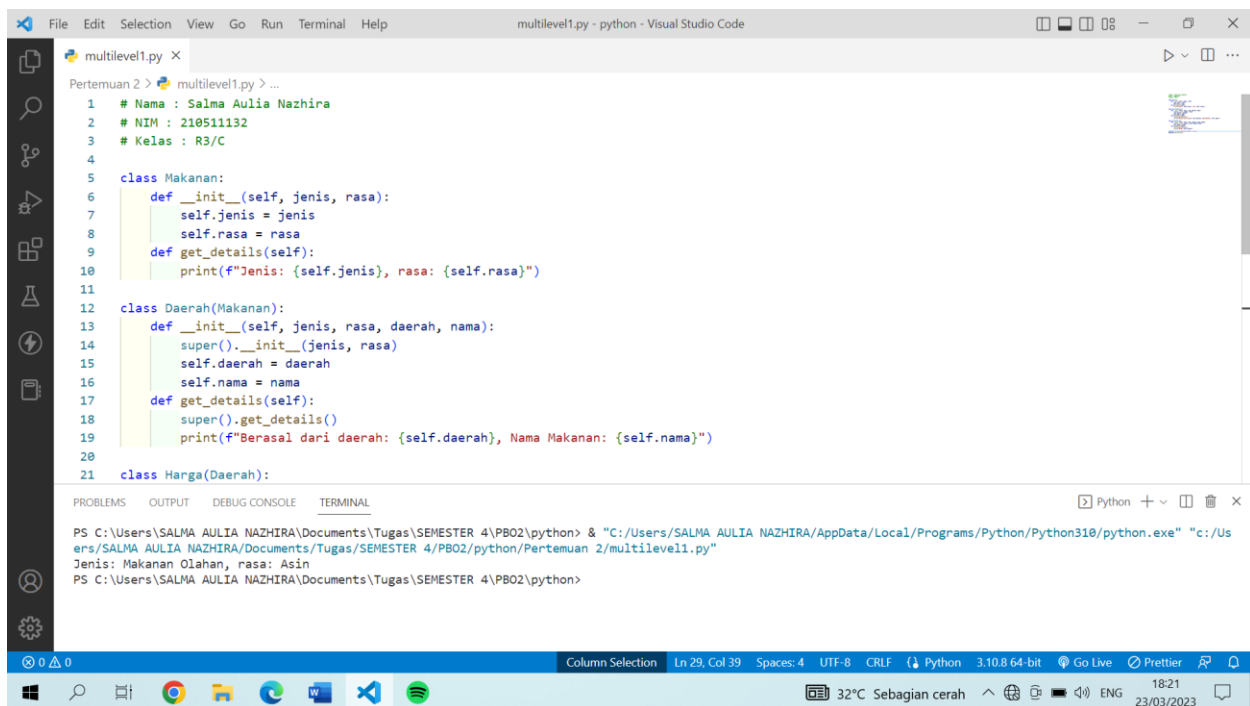 File Edit Selection View Go Run Terminal Help multilevel1.py - python - Visual Studio Code
multilevel1.py
Pertemuan 2 > multilevel1.py > ...
1 # Nama : Salma Aulia Nazhira
2 # NIM : 210511132
3 # Kelas : R3/C
4
5 class Makanan:
6     def __init__(self, jenis, rasa):
7         self.jenis = jenis
8         self.rasa = rasa
9     def get_details(self):
10         print(f"Jenis: {self.jenis}, rasa: {self.rasa}")
11
12 class Daerah(Makanan):
13     def __init__(self, jenis, rasa, daerah, nama):
14         super().__init__(jenis, rasa)
15         self.daerah = daerah
16         self.nama = nama
17     def get_details(self):
18         super().get_details()
19         print(f"Berasal dari daerah: {self.daerah}, Nama Makanan: {self.nama}")
20
21 class Harga(Daerah):
PROBLEMS OUTPUT DEBUG CONSOLE TERMINAL Python
PS C:\Users\SALMA AULIA NAZHIRA\Documents\Tugas\SEMESTER 4\PBO2\python> & "C:/Users/SALMA AULIA NAZHIRA/AppData/Local/Programs/Python/Python310/python.exe" "c:/Us
ers/SALMA AULIA NAZHIRA/Documents/Tugas/SEMESTER 4/PBO2/python/Pertemuan 2/multilevel1.py"
Jenis: Makanan Olahan, rasa: Asin
PS C:\Users\SALMA AULIA NAZHIRA\Documents\Tugas\SEMESTER 4\PBO2\python>
0 0 Column Selection Ln 29, Col 39 Spaces: 4 UTF-8 CRLF Python 3.10.8 64-bit Go Live Prettier
32°C Sebagian cerah ENG 18:21
23/03/2023